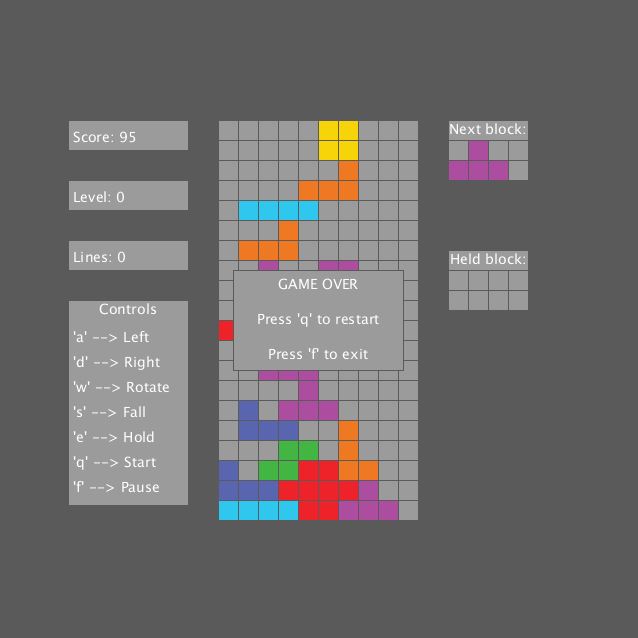 Score: 95
Level: 0
Lines: 0
Controls
'a' --> Left
'd' --> Right
'w' --> Rotate
's' --> Fall
'e' --> Hold
'q' --> Start
'f' --> Pause
GAME OVER
Press 'q' to restart
Press 'f' to exit
Next block:
Held block: